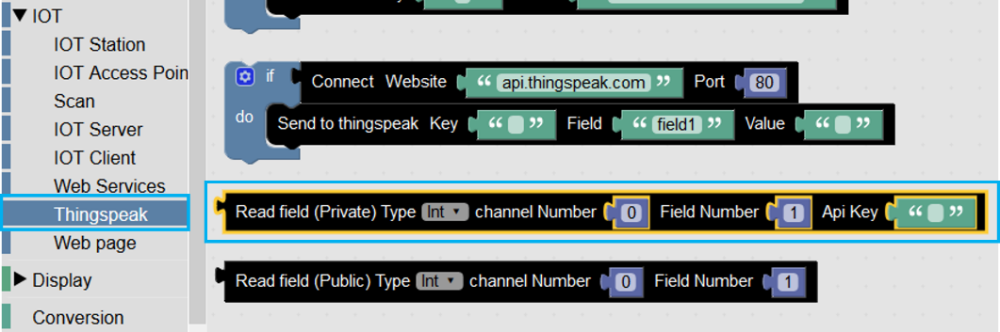 IOT
IOT Station
IOT Access Poin
Scan
IOT Server
IOT Client
Web Services
Thingspeak
Web page
Display
Conversion
“ ”
if Connect Website “ api.thingspeak.com ” Port 80
do Send to thingspeak Key “ ” Field “ field1 ” Value “ ”
Read field (Private) Type Int ▾ channel Number 0 Field Number 1 Api Key “ ”
Read field (Public) Type Int ▾ channel Number 0 Field Number 1